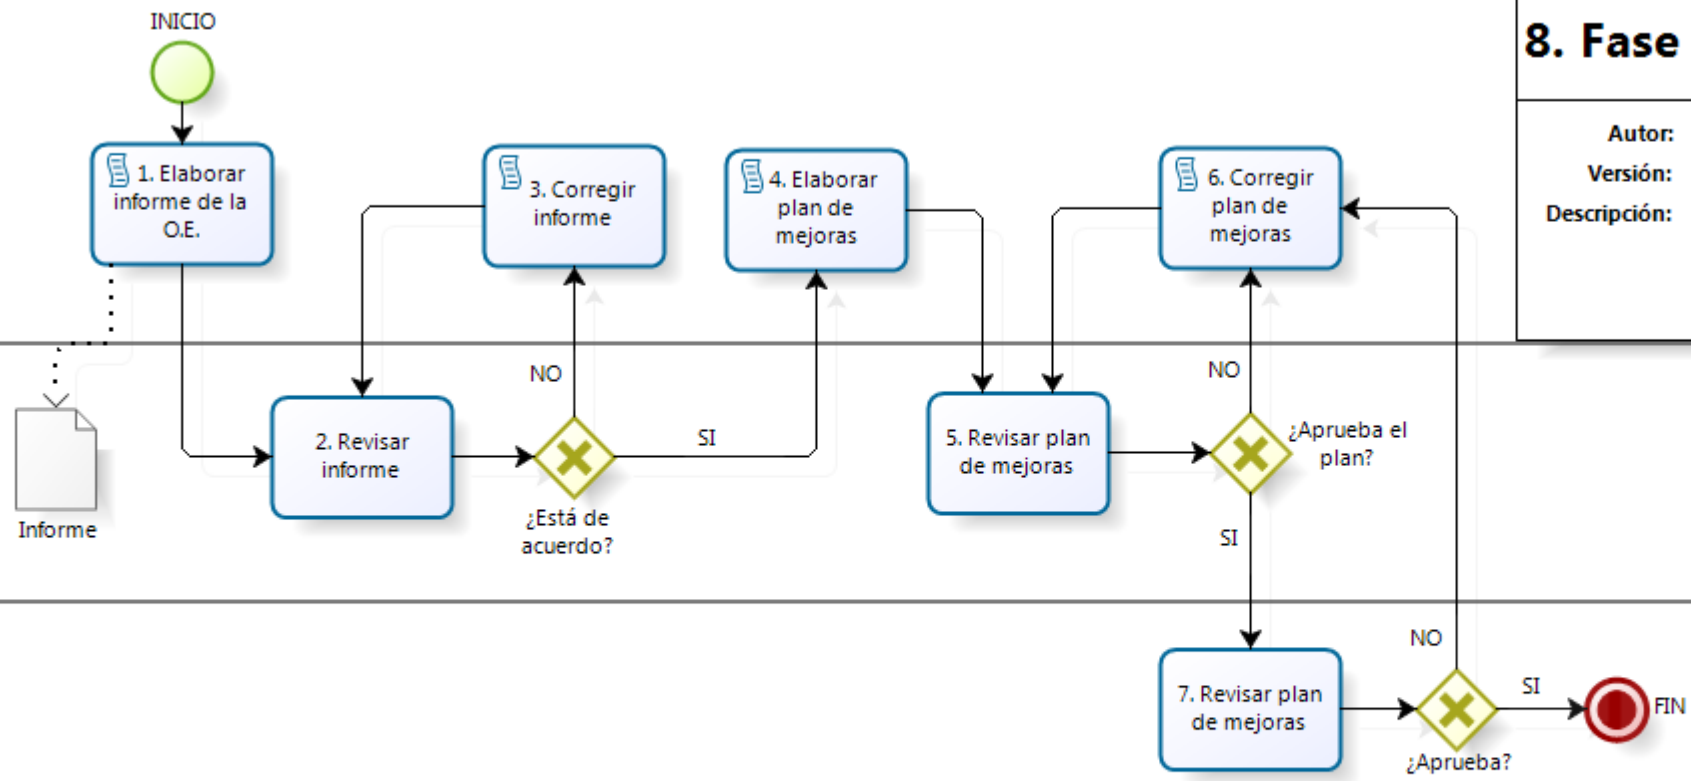 INICIO
8. Fase
Autor:
Versión:
Descripción:
1. Elaborar
informe de la
O.E.
3. Corregir
informe
4. Elaborar
plan de
mejoras
6. Corregir
plan de
mejoras
NO
NO
Informe
2. Revisar
informe
¿Está de
acuerdo?
SI
5. Revisar plan
de mejoras
¿Aprueba el
plan?
SI
7. Revisar plan
de mejoras
NO
¿Aprueba?
SI
FIN